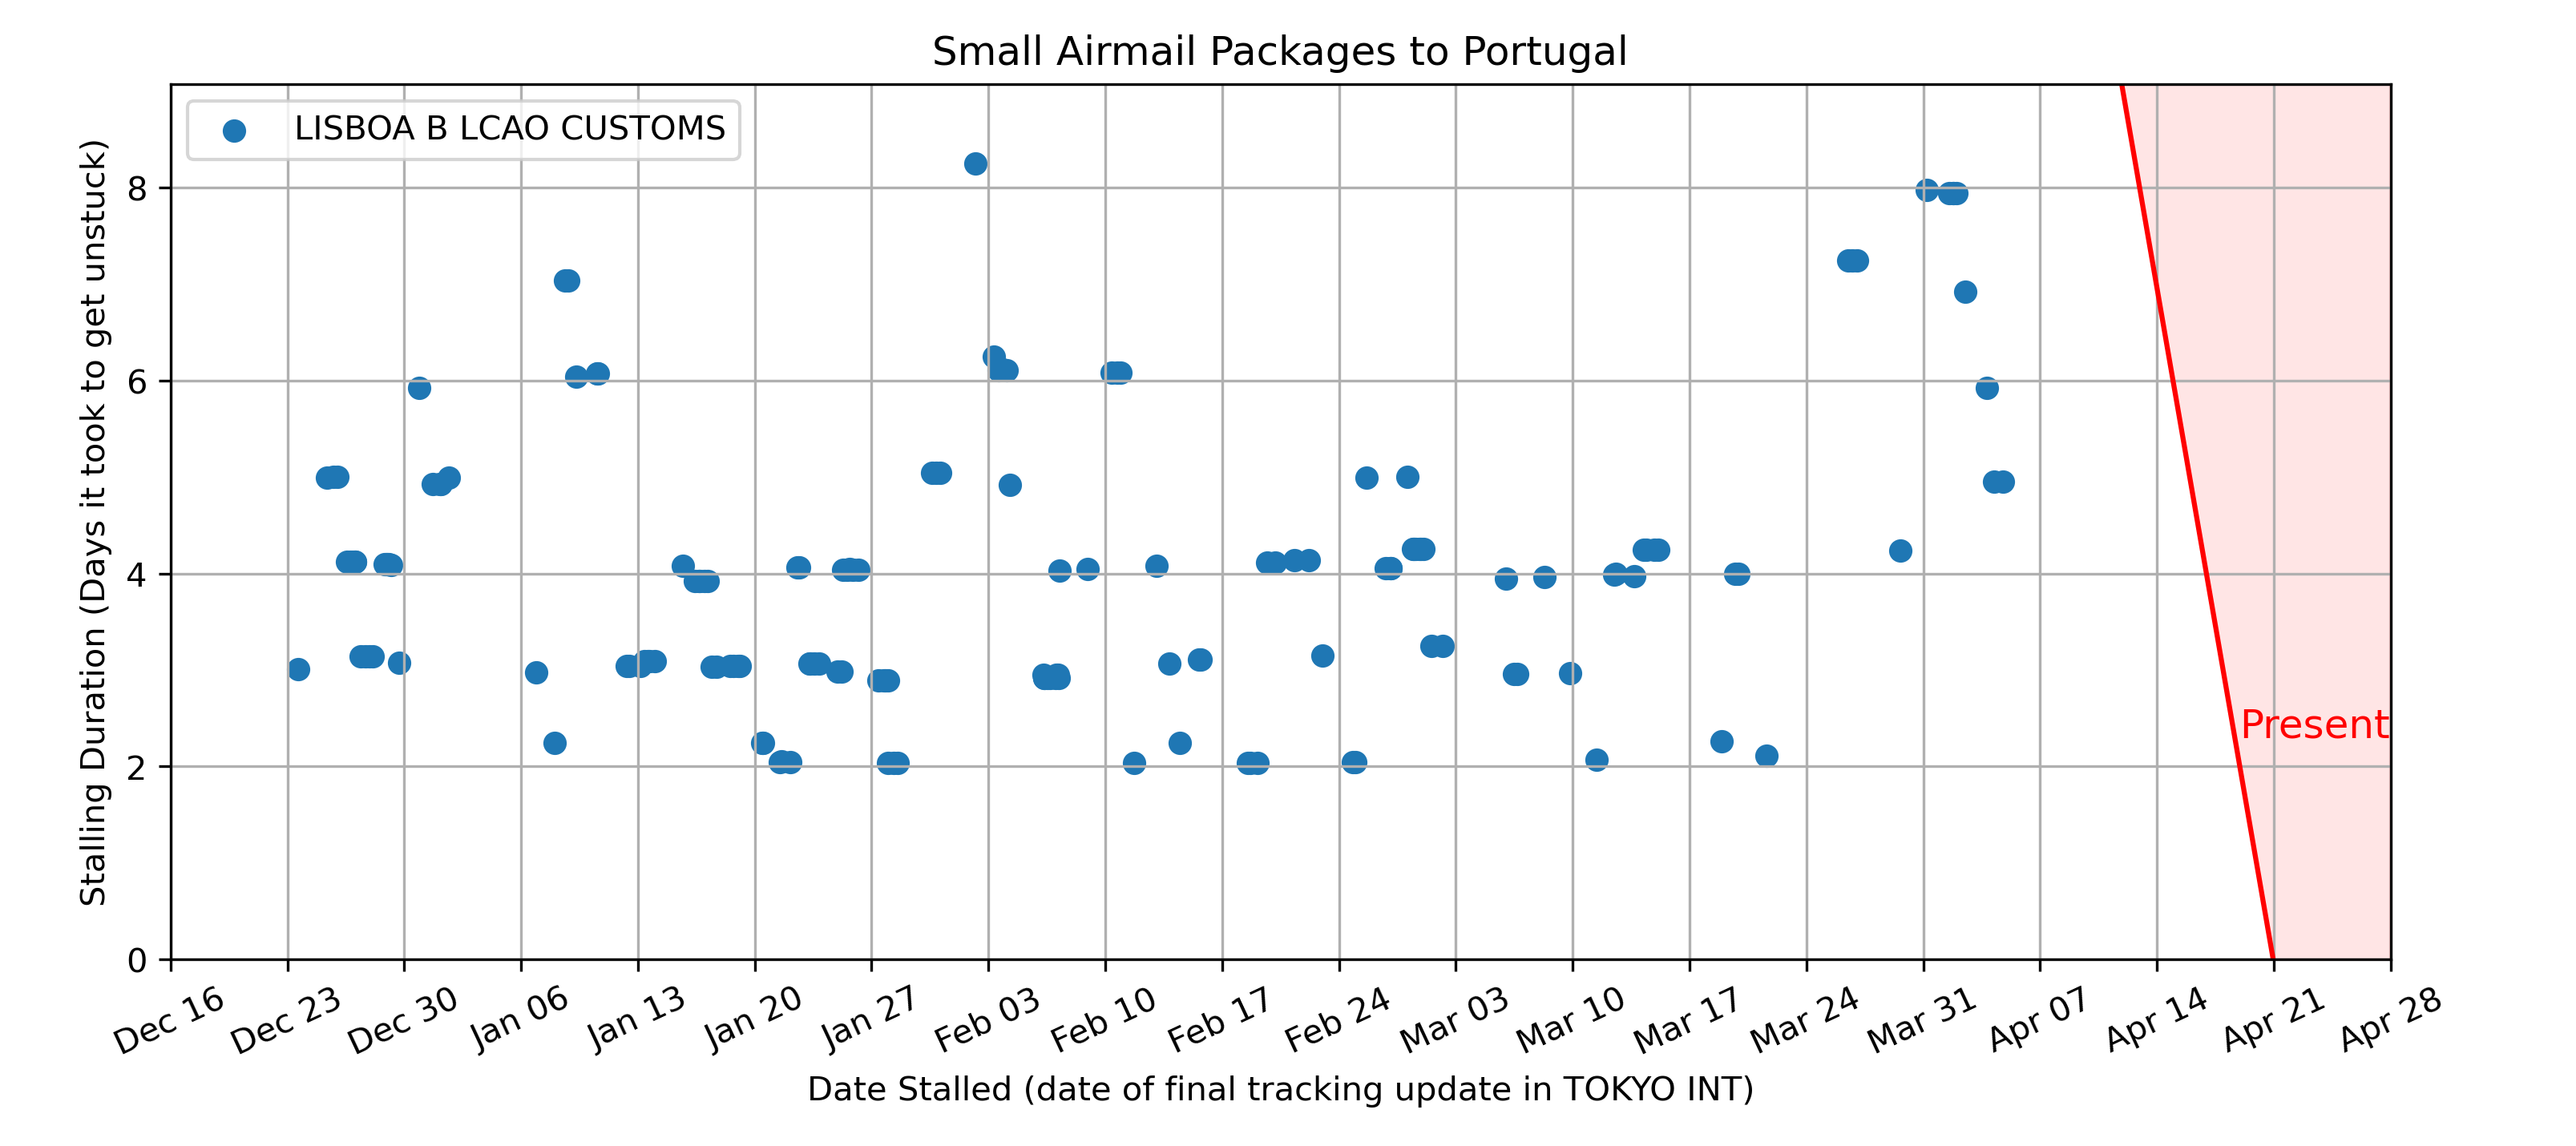 Small Airmail Packages to Portugal
LISBOA B LCAO CUSTOMS
Stalling Duration (Days it took to get unstuck)
8
6
4
2
0
Present
Dec 16
Dec 23
Dec 30
Jan 06
Jan 13
Jan 20
Jan 27
Feb 03
Feb 10
Feb 17
Feb 24
Mar 03
Mar 10
Mar 17
Mar 24
Mar 31
Apr 07
Apr 14
Apr 21
Apr 28
Date Stalled (date of final tracking update in TOKYO INT)